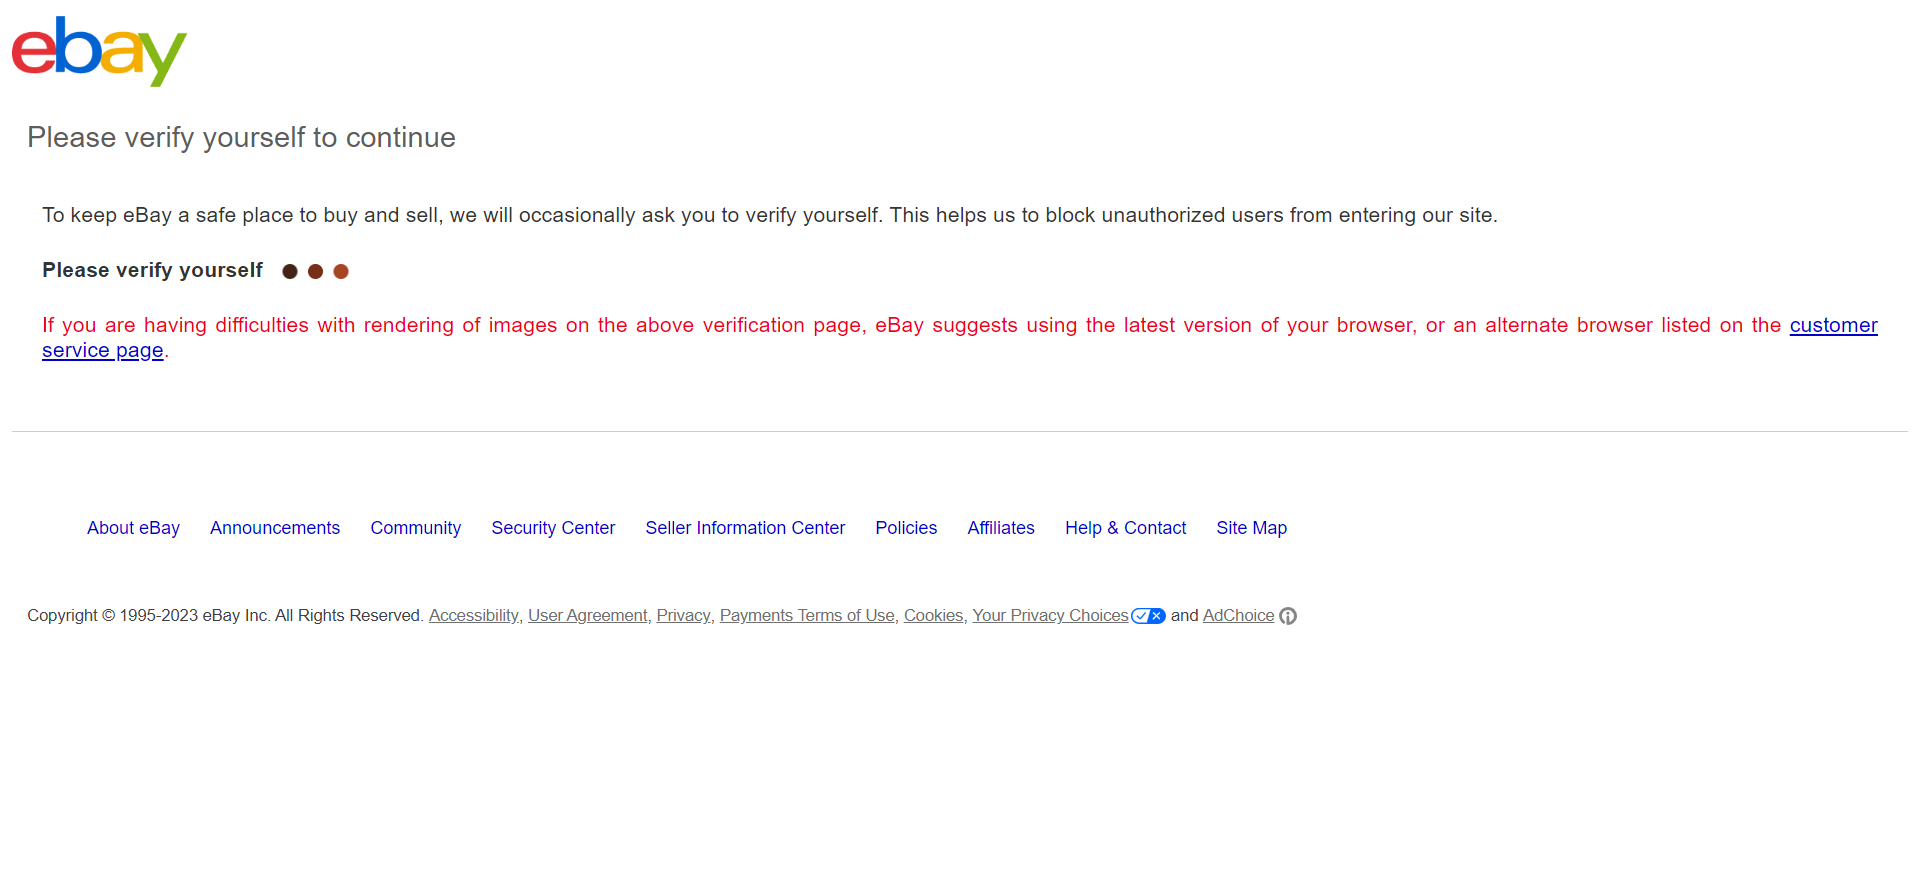 ebay
Please verify yourself to continue
To keep eBay a safe place to buy and sell, we will occasionally ask you to verify yourself. This helps us to block unauthorized users from entering our site.
Please verify yourself
If you are having difficulties with rendering of images on the above verification page, eBay suggests using the latest version of your browser, or an alternate browser listed on the customer
service page.
About eBay Announcements Community Security Center Seller Information Center Policies Affiliates Help & Contact Site Map
Copyright © 1995-2023 eBay Inc. All Rights Reserved. Accessibility, User Agreement, Privacy, Payments Terms of Use, Cookies, Your Privacy Choices and AdChoice